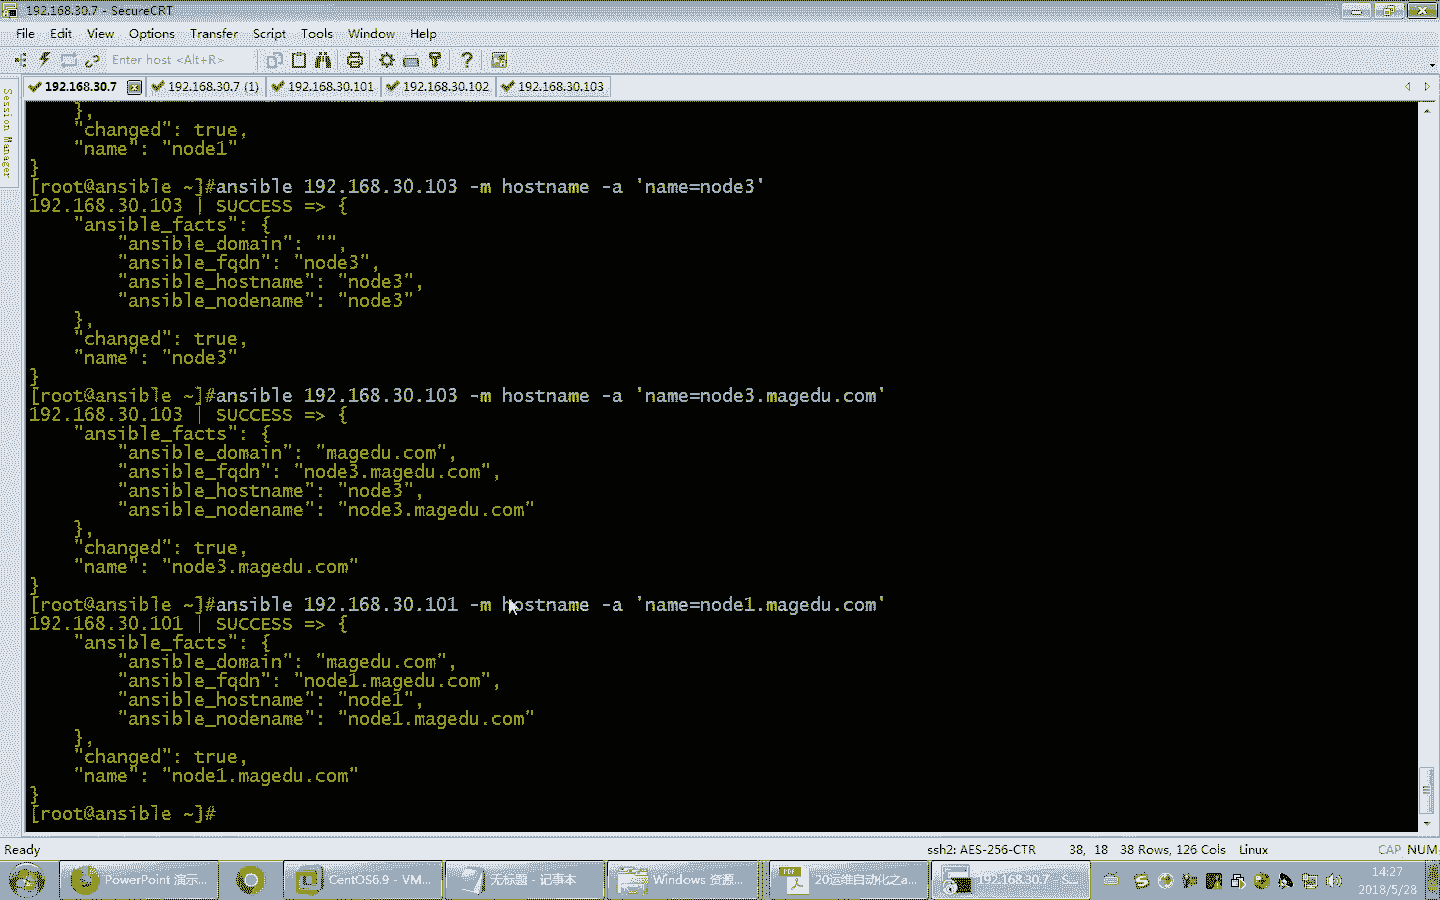 192.168.30.7 - SecureCRT
File Edit View Options Transfer Script Tools Window Help
Enter host <Alt+R>
192.168.30.7 192.168.30.7 (1) 192.168.30.101 192.168.30.102 192.168.30.103
Session Manager
},
"changed": true,
"name": "node1"
}
[root@ansible ~]#ansible 192.168.30.103 -m hostname -a 'name=node3'
192.168.30.103 | SUCCESS => {
"ansible_facts": {
"ansible_domain": "",
"ansible_fqdn": "node3",
"ansible_hostname": "node3",
"ansible_nodename": "node3"
},
"changed": true,
"name": "node3"
}
[root@ansible ~]#ansible 192.168.30.103 -m hostname -a 'name=node3.magedu.com'
192.168.30.103 | SUCCESS => {
"ansible_facts": {
"ansible_domain": "magedu.com",
"ansible_fqdn": "node3.magedu.com",
"ansible_hostname": "node3",
"ansible_nodename": "node3.magedu.com"
},
"changed": true,
"name": "node3.magedu.com"
}
[root@ansible ~]#ansible 192.168.30.101 -m hostname -a 'name=node1.magedu.com'
192.168.30.101 | SUCCESS => {
"ansible_facts": {
"ansible_domain": "magedu.com",
"ansible_fqdn": "node1.magedu.com",
"ansible_hostname": "node1",
"ansible_nodename": "node1.magedu.com"
},
"changed": true,
"name": "node1.magedu.com"
}
[root@ansible ~]#
Ready ssh2: AES-256-CTR 38, 18 38 Rows, 126 Cols Linux CAP NUM
PowerPoint 演示... CentOS6.9 - VM... 无标题 - 记事本 Windows 资源... 20运维自动化之a... 192.168.30.7 - S... 14:27
2018/5/28